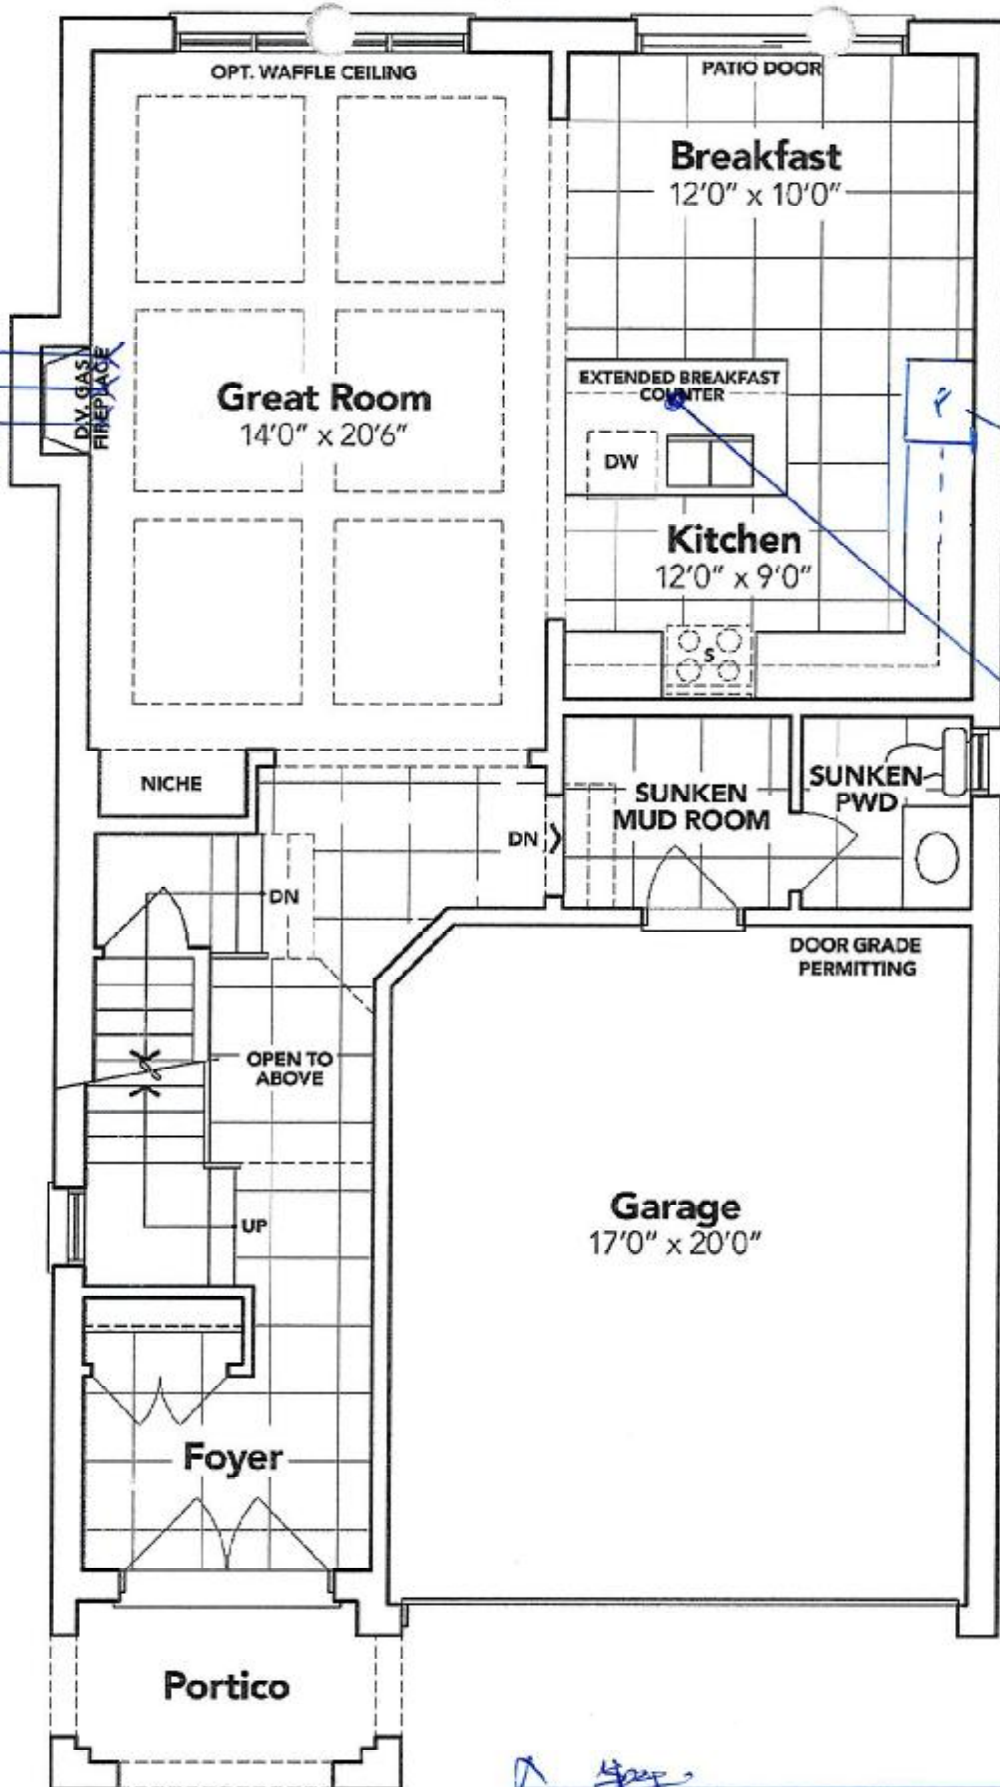 OPT. WAFFLE CEILING
PATIO DOOR
Breakfast
12'0" x 10'0"
D.V. GAS
FIREPLACE
Great Room
14'0" x 20'6"
EXTENDED BREAKFAST
COUNTER
F
DW
Kitchen
12'0" x 9'0"
S
NICHE
SUNKEN
MUD ROOM
SUNKEN
PWD
DN
DN
DOOR GRADE
PERMITTING
OPEN TO
ABOVE
UP
Garage
17'0" x 20'0"
Foyer
Portico